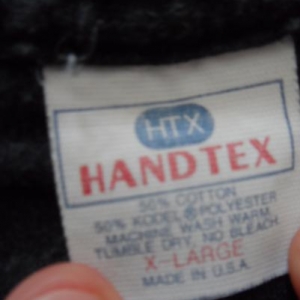 HTX
HANDTEX
50% COTTON
50% KODEL® POLYESTER
MACHINE WASH WARM
TUMBLE DRY, NO BLEACH
X-LARGE
MADE IN U.S.A.